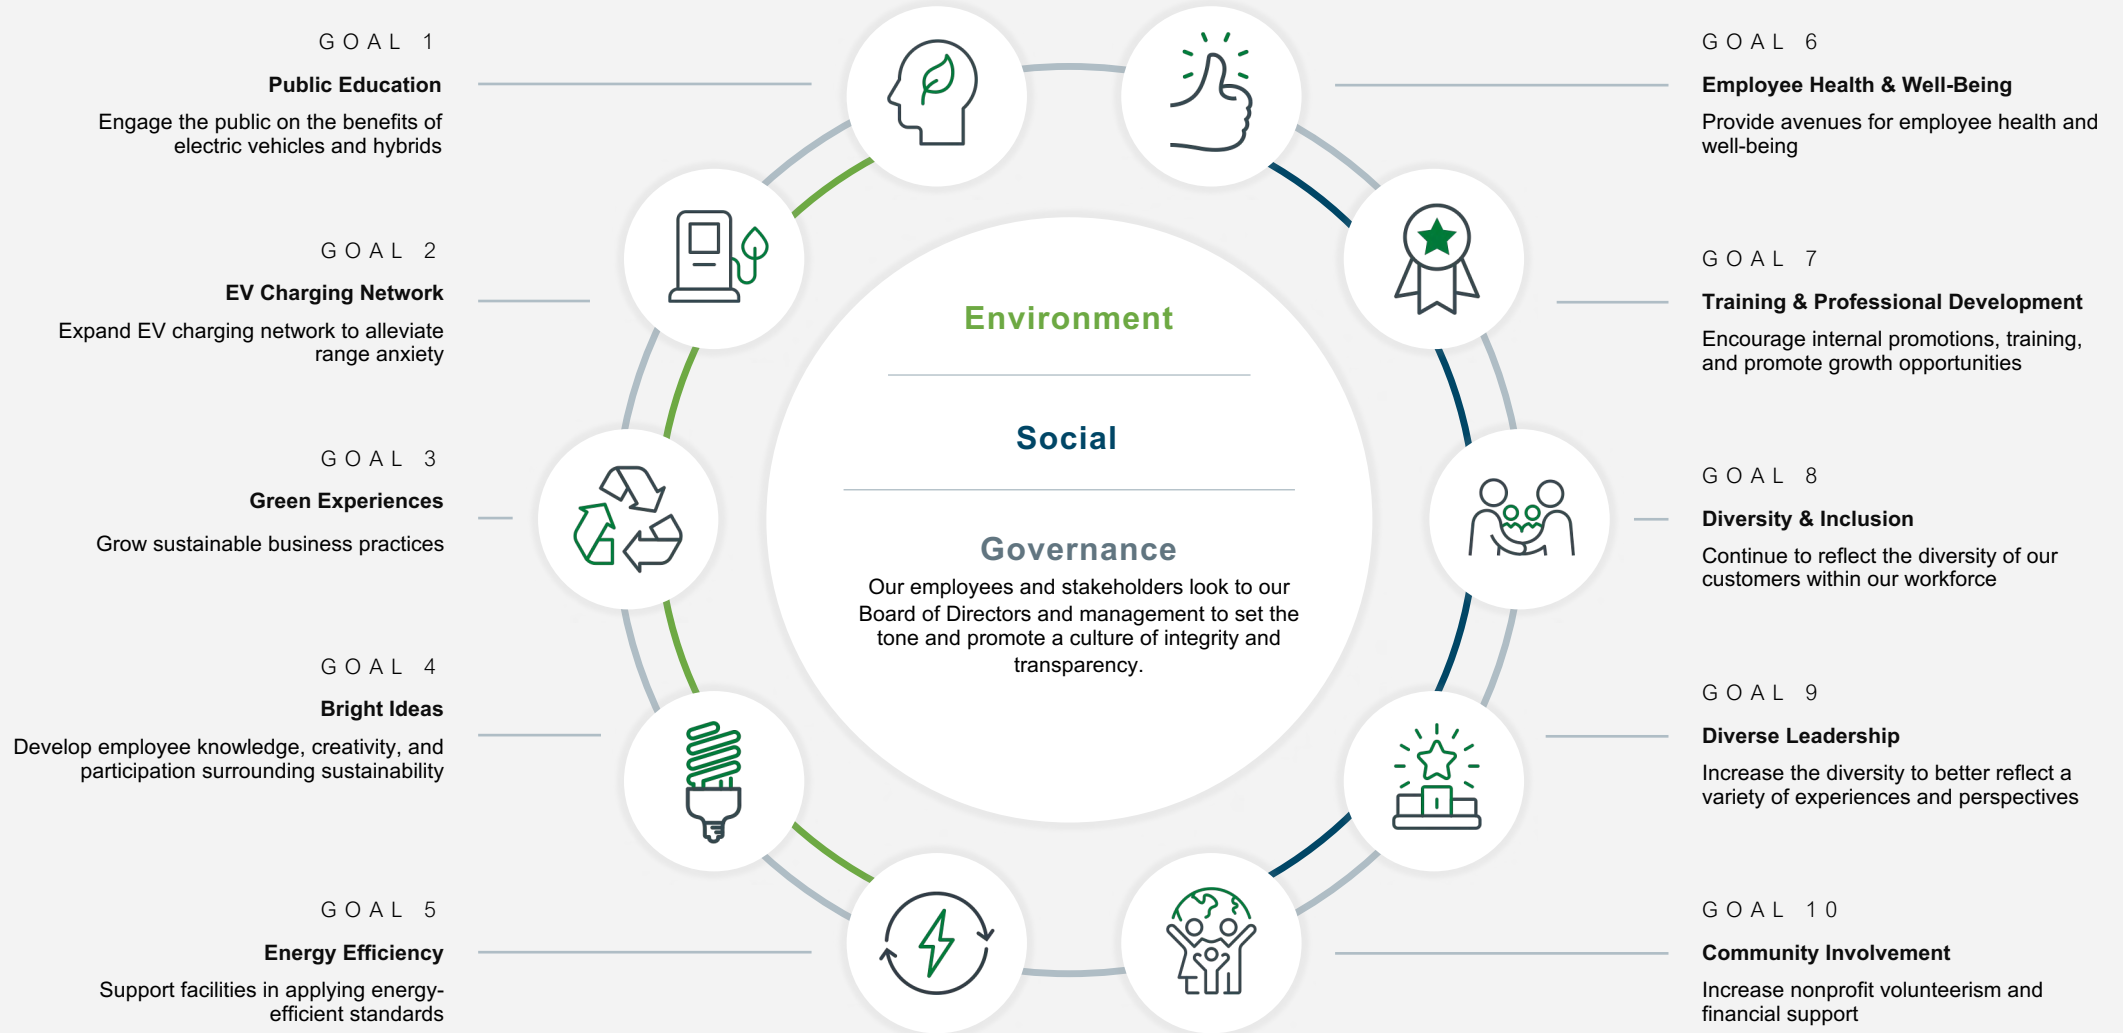 GOAL 1
Public Education
Engage the public on the benefits of
electric vehicles and hybrids
GOAL 2
EV Charging Network
Expand EV charging network to alleviate
range anxiety
GOAL 3
Green Experiences
Grow sustainable business practices
GOAL 4
Bright Ideas
Develop employee knowledge, creativity, and
participation surrounding sustainability
GOAL 5
Energy Efficiency
Support facilities in applying energy-
efficient standards
Environment
Social
Governance
Our employees and stakeholders look to our
Board of Directors and management to set the
tone and promote a culture of integrity and
transparency.
GOAL 6
Employee Health & Well-Being
Provide avenues for employee health and
well-being
GOAL 7
Training & Professional Development
Encourage internal promotions, training,
and promote growth opportunities
GOAL 8
Diversity & Inclusion
Continue to reflect the diversity of our
customers within our workforce
GOAL 9
Diverse Leadership
Increase the diversity to better reflect a
variety of experiences and perspectives
GOAL 10
Community Involvement
Increase nonprofit volunteerism and
financial support